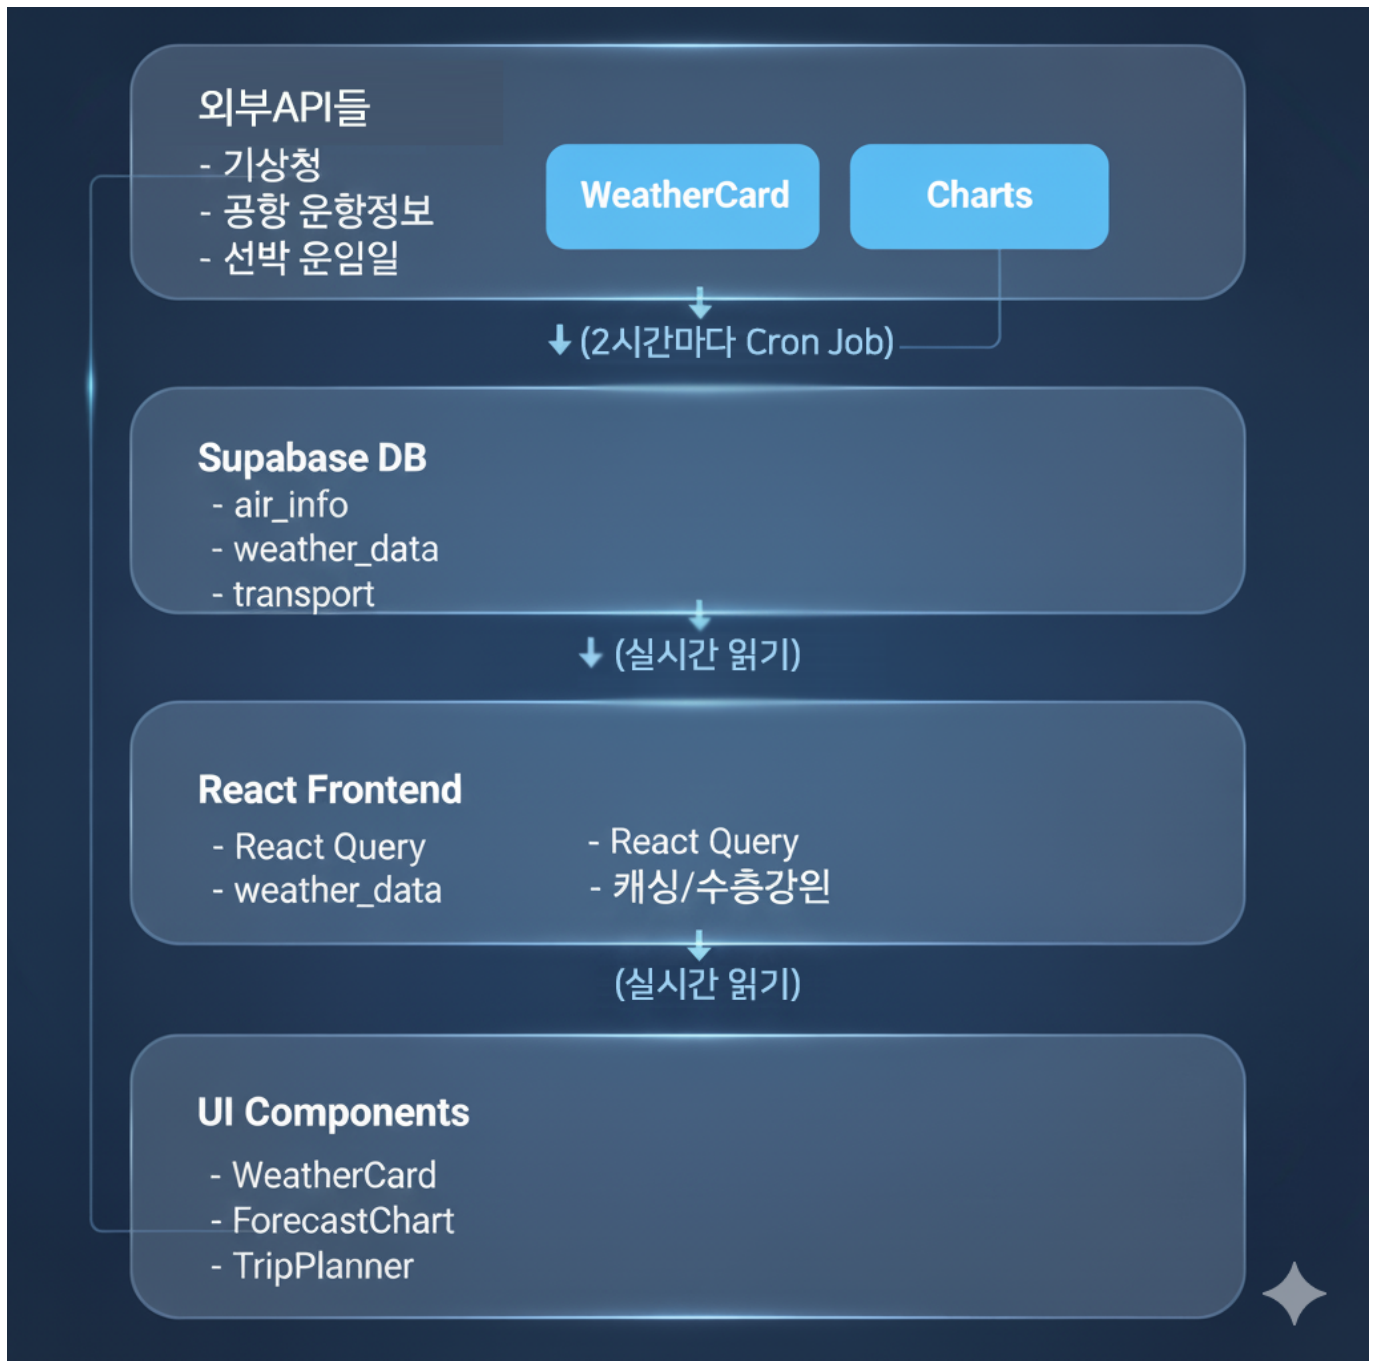 외부API들
- 기상청
- 공항 운항정보
- 선박 운임일
WeatherCard
Charts
(2시간마다 Cron Job)
Supabase DB
- air_info
- weather_data
- transport
(실시간 읽기)
React Frontend
- React Query
- weather_data
- React Query
- 캐싱/수층강읜
(실시간 읽기)
UI Components
- WeatherCard
- ForecastChart
- TripPlanner